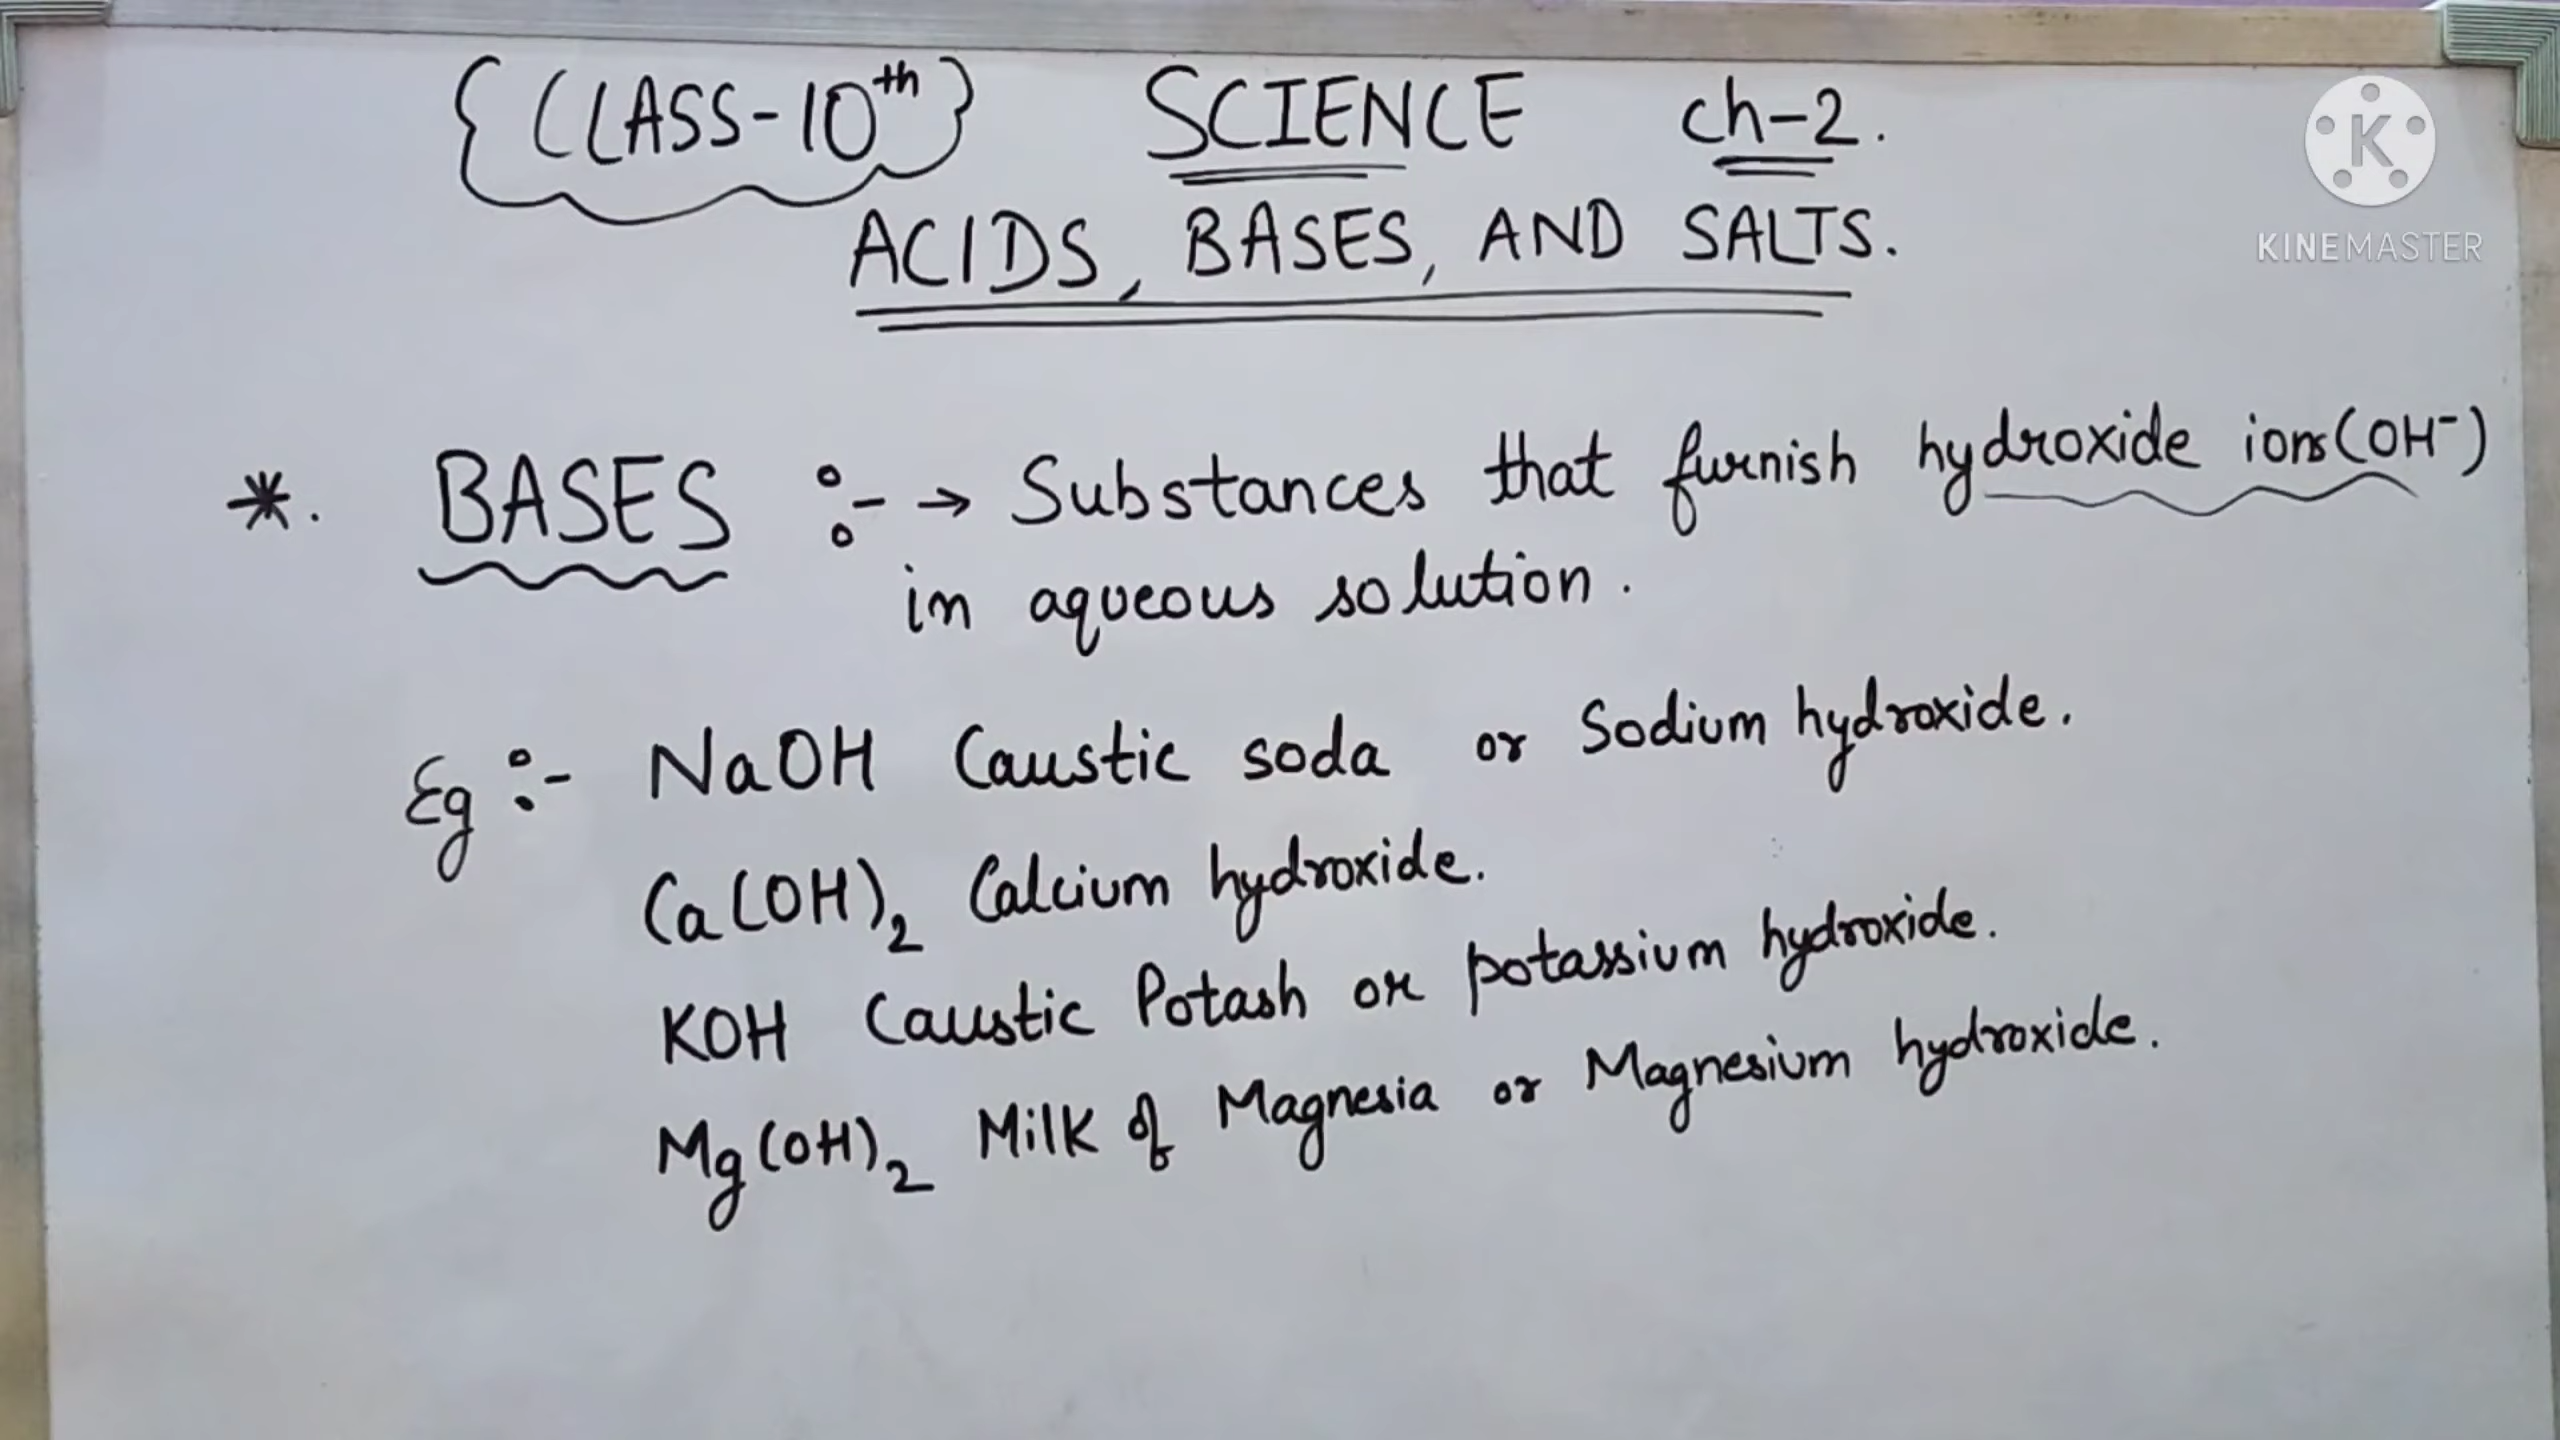 {CLASS-10th} SCIENCE ch-2.
ACIDS, BASES, AND SALTS.
K
KINEMASTER
*. BASES :- → Substances that furnish hydroxide ions (OH⁻)
in aqueous solution.
Eg :- NaOH Caustic soda or Sodium hydroxide.
Ca(OH)₂ Calcium hydroxide.
KOH Caustic Potash or potassium hydroxide.
Mg(OH)₂ Milk of Magnesia or Magnesium hydroxide.